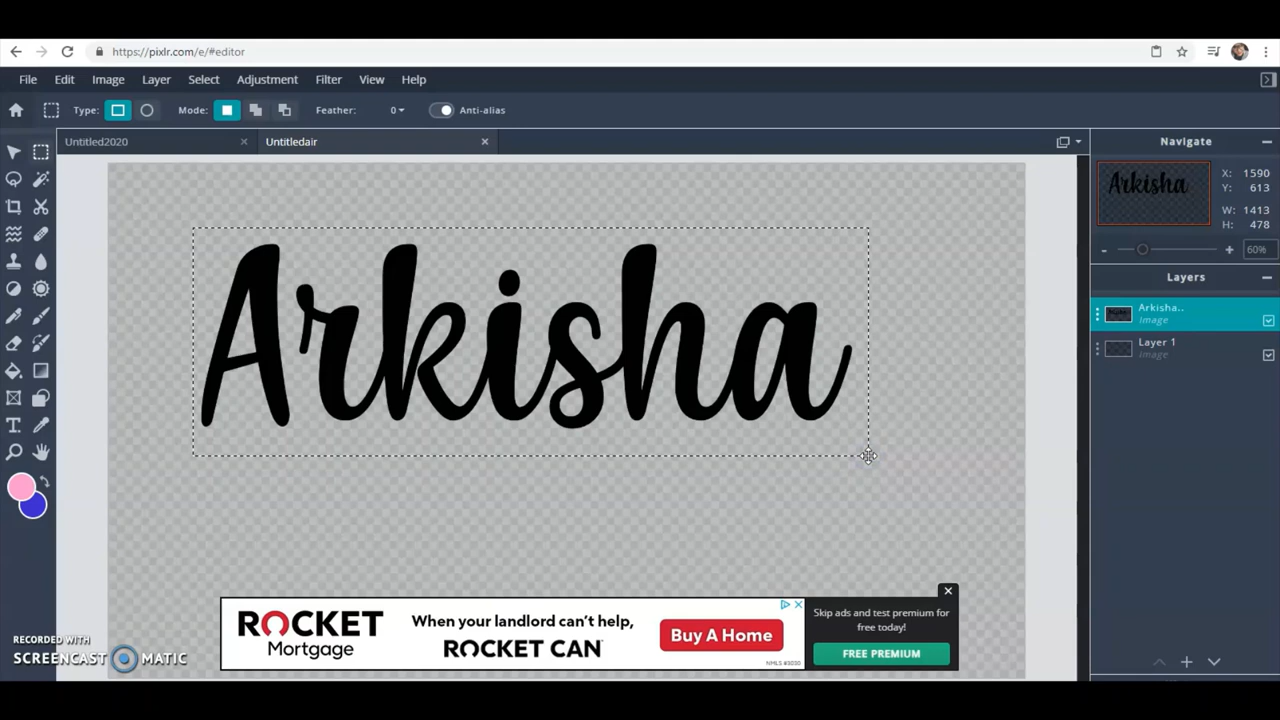 https://pixlr.com/e/#editor
File Edit Image Layer Select Adjustment Filter View Help
Type: Mode: Feather: 0 Anti-alias
Untitled2020 Untitledair
Navigate
Arkisha
X: 1590
Y: 613
W: 1413
H: 478
60%
Layers
Arkisha..
Image
Layer 1
Image
Arkisha
ROCKET
Mortgage
When your landlord can't help,
ROCKET CAN
Buy A Home
NMLS #3030
Skip ads and test premium for
free today!
FREE PREMIUM
RECORDED WITH
SCREENCAST MATIC